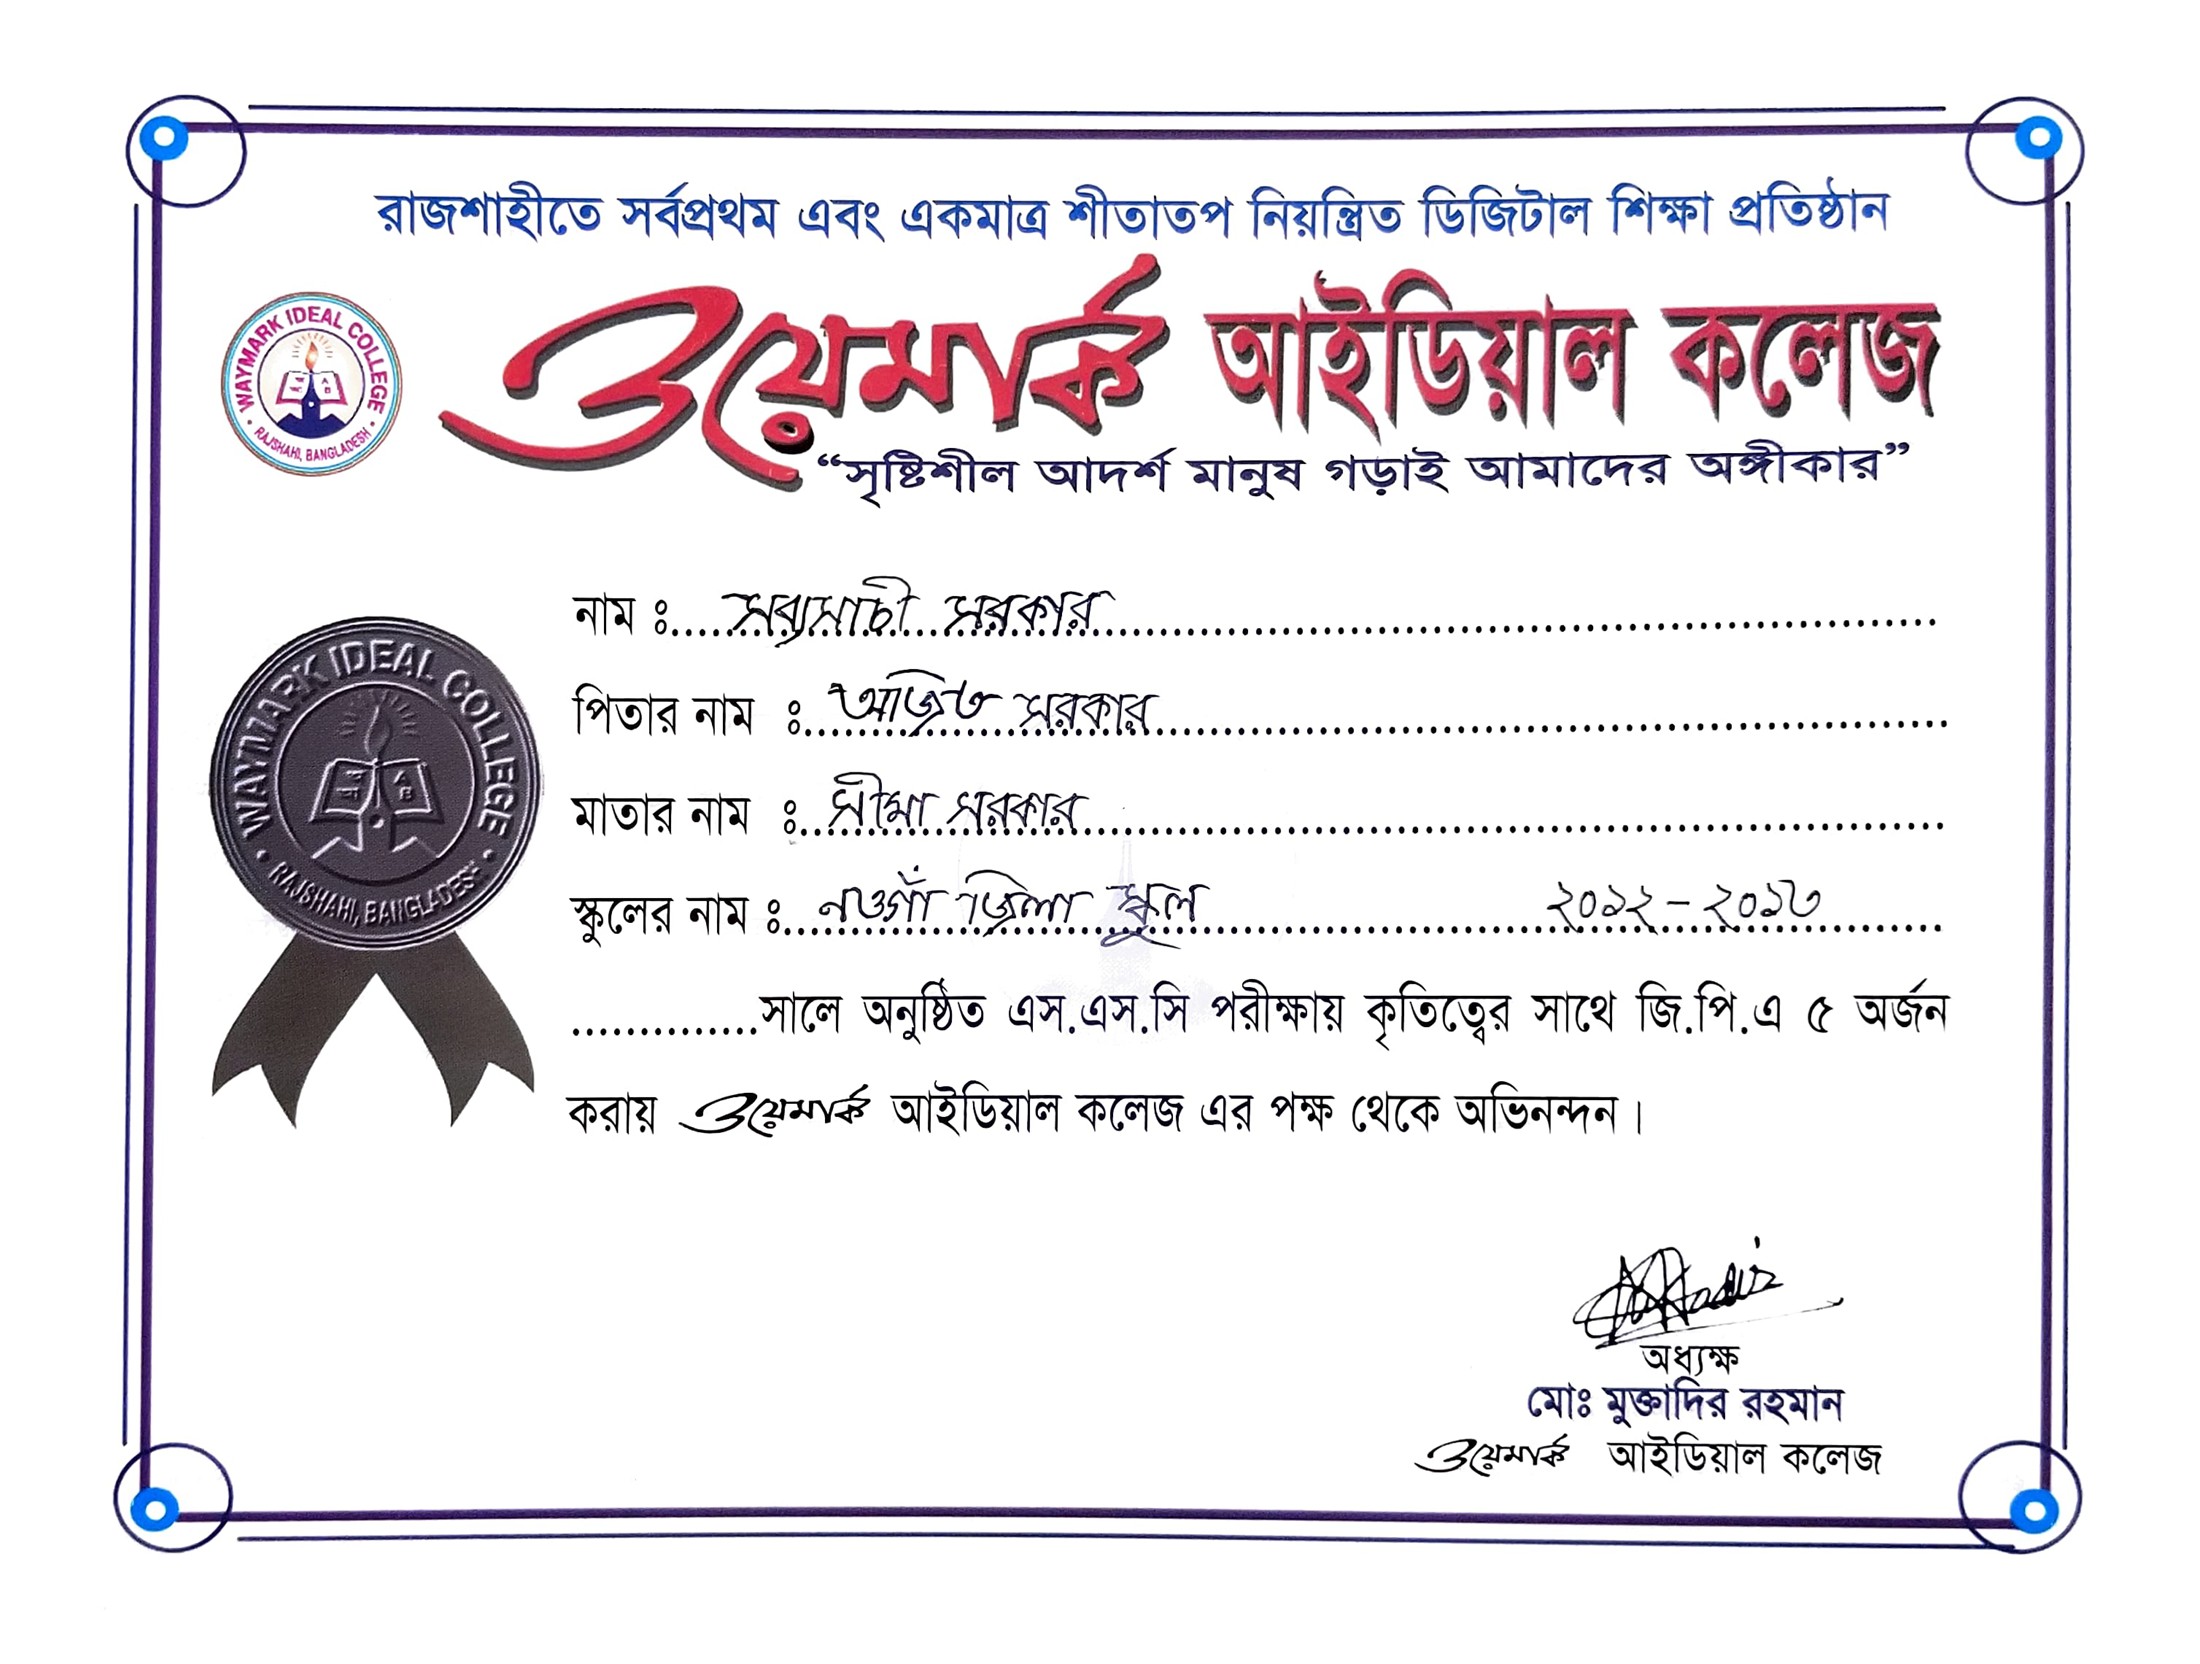 রাজশাহীতে সর্বপ্রথম এবং একমাত্র শীতাতপ নিয়ন্ত্রিত ডিজিটাল শিক্ষা প্রতিষ্ঠান
WAYMARK IDEAL COLLEGE
RAJSHAHI, BANGLADESH
ওয়েমার্ক আইডিয়াল কলেজ
“সৃষ্টিশীল আদর্শ মানুষ গড়াই আমাদের অঙ্গীকার”
নাম ঃ.... সব্যসাচী সরকার
পিতার নাম ঃ.. অজিত সরকার
মাতার নাম ঃ.. সীমা সরকার
স্কুলের নাম ঃ.. নওগাঁ জিলা স্কুল ২০১২ - ২০১৩
WAYMARK IDEAL COLLEGE
RAJSHAHI, BANGLADESH
..............সালে অনুষ্ঠিত এস.এস.সি পরীক্ষায় কৃতিত্বের সাথে জি.পি.এ ৫ অর্জন
করায় ওয়েমার্ক আইডিয়াল কলেজ এর পক্ষ থেকে অভিনন্দন।
অধ্যক্ষ
মোঃ মুক্তাদির রহমান
ওয়েমার্ক আইডিয়াল কলেজ